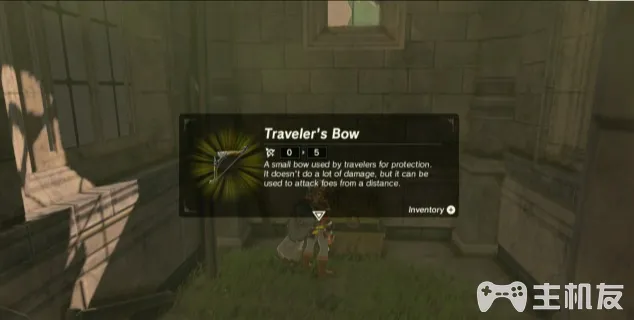 Traveler's Bow
0 5
A small bow used by travelers for protection.
It doesn't do a lot of damage, but it can be
used to attack foes from a distance.
Inventory
主机友